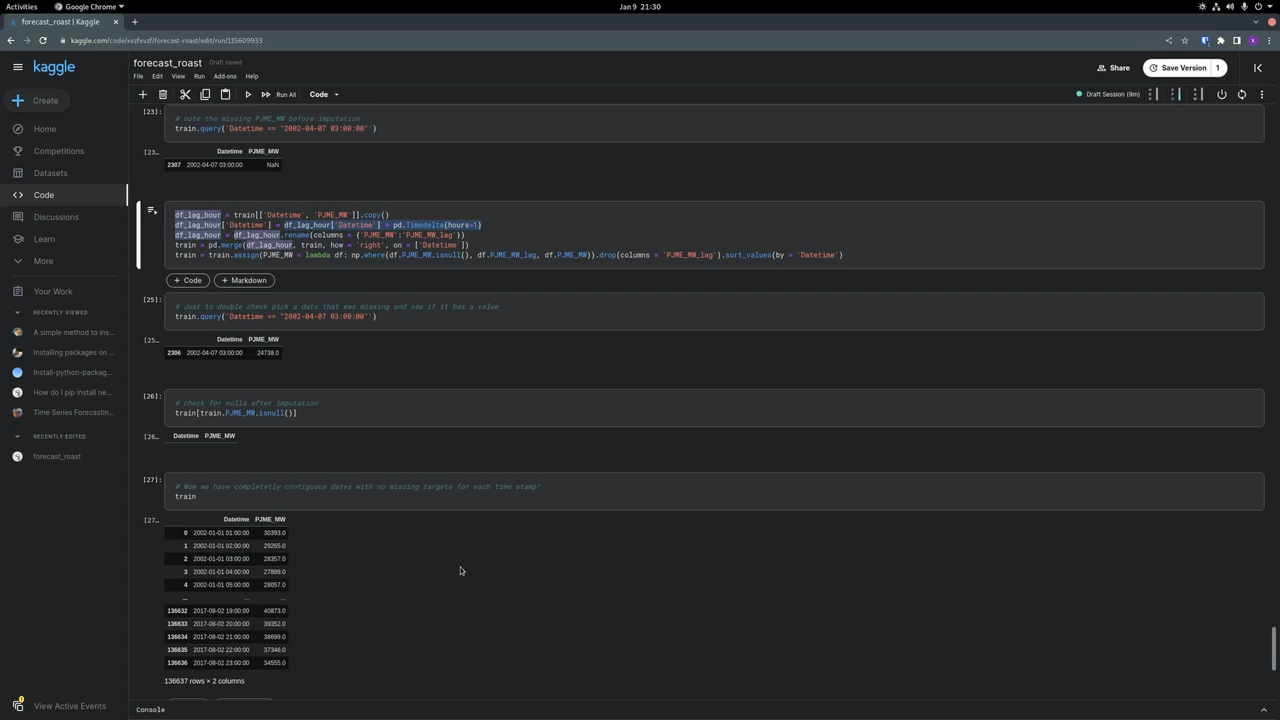 Activities
Google Chrome
Jan 9 21:30
forecast_roast | Kaggle
kaggle.com/code/xvzfxvzf/forecast-roast/edit/run/115609933
kaggle
forecast_roast
Draft saved
File Edit View Run Add-ons Help
Share
Save Version 1
Run All
Code
Draft Session (9m)
Create
Home
Competitions
Datasets
Code
Discussions
Learn
More
Your Work
RECENTLY VIEWED
A simple method to ins...
Installing packages on ...
Install-python-packag...
How do I pip install ne...
Time Series Forecastin...
RECENTLY EDITED
forecast_roast
View Active Events
[23]:
# note the missing PJME_MW before imputation
train.query('Datetime == "2002-04-07 03:00:00"')
[23...
Datetime PJME_MW
2307 2002-04-07 03:00:00 NaN
df_lag_hour = train[['Datetime', 'PJME_MW']].copy()
df_lag_hour['Datetime'] = df_lag_hour['Datetime'] + pd.Timedelta(hours=1)
df_lag_hour = df_lag_hour.rename(columns = {'PJME_MW':'PJME_MW_lag'})
train = pd.merge(df_lag_hour, train, how = 'right', on = ['Datetime'])
train = train.assign(PJME_MW = lambda df: np.where(df.PJME_MW.isnull(), df.PJME_MW_lag, df.PJME_MW)).drop(columns = 'PJME_MW_lag').sort_values(by = 'Datetime')
+ Code
+ Markdown
[25]:
# Just to double check pick a date that was missing and see if it has a value
train.query('Datetime == "2002-04-07 03:00:00"')
[25...
Datetime PJME_MW
2306 2002-04-07 03:00:00 24738.0
[26]:
# check for nulls after imputation
train[train.PJME_MW.isnull()]
[26...
Datetime PJME_MW
[27]:
# Now we have completetly contiguous dates with no missing targets for each time stamp!
train
[27...
Datetime PJME_MW
0 2002-01-01 01:00:00 30393.0
1 2002-01-01 02:00:00 29265.0
2 2002-01-01 03:00:00 28357.0
3 2002-01-01 04:00:00 27899.0
4 2002-01-01 05:00:00 28057.0
... ... ...
136632 2017-08-02 19:00:00 40873.0
136633 2017-08-02 20:00:00 39352.0
136634 2017-08-02 21:00:00 38699.0
136635 2017-08-02 22:00:00 37346.0
136636 2017-08-02 23:00:00 34555.0
136637 rows × 2 columns
Console